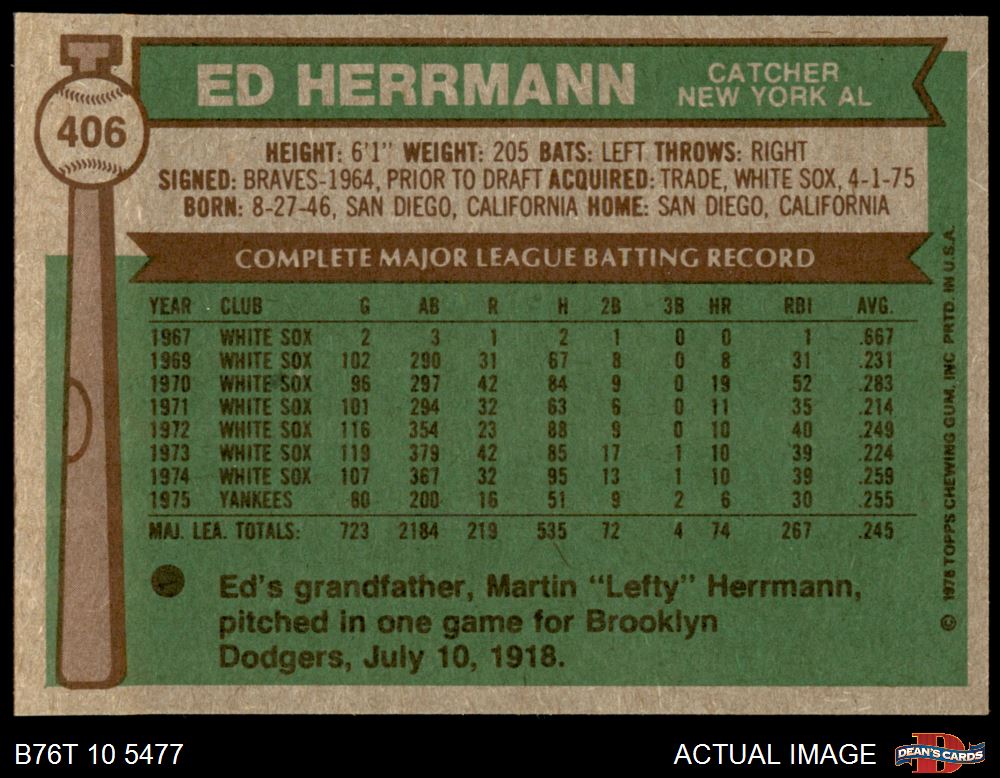 406
ED HERRMANN
CATCHER
NEW YORK AL
HEIGHT: 6'1" WEIGHT: 205 BATS: LEFT THROWS: RIGHT
SIGNED: BRAVES-1964, PRIOR TO DRAFT ACQUIRED: TRADE, WHITE SOX, 4-1-75
BORN: 8-27-46, SAN DIEGO, CALIFORNIA HOME: SAN DIEGO, CALIFORNIA
COMPLETE MAJOR LEAGUE BATTING RECORD
YEAR CLUB G AB R H 2B 3B HR RBI AVG.
1967 WHITE SOX 2 3 1 2 1 0 0 1 .667
1969 WHITE SOX 102 290 31 67 8 0 8 31 .231
1970 WHITE SOX 96 297 42 84 9 0 19 52 .283
1971 WHITE SOX 101 294 32 63 6 0 11 35 .214
1972 WHITE SOX 116 354 23 88 9 0 10 40 .249
1973 WHITE SOX 119 379 42 85 17 1 10 39 .224
1974 WHITE SOX 107 367 32 95 13 1 10 39 .259
1975 YANKEES 80 200 16 51 9 2 6 30 .255
MAJ. LEA. TOTALS: 723 2184 219 535 72 4 74 267 .245
Ed's grandfather, Martin "Lefty" Herrmann,
pitched in one game for Brooklyn
Dodgers, July 10, 1918.
© 1976 TOPPS CHEWING GUM, INC. PRTD. IN U.S.A.
B76T 10 5477
ACTUAL IMAGE
DEAN'S CARDS